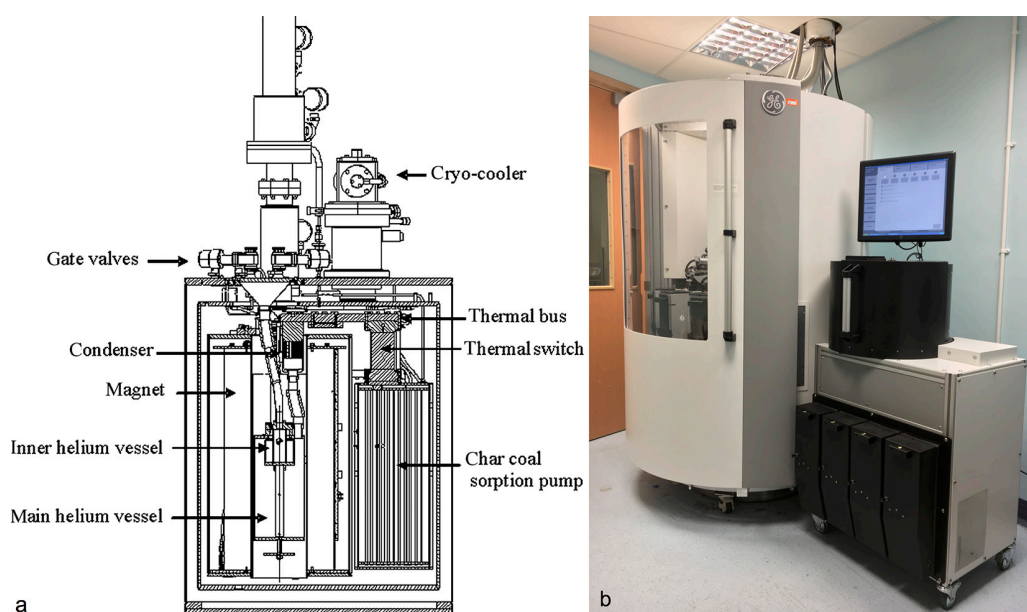 Cryo-cooler
Gate valves
Thermal bus
Condenser
Thermal switch
Magnet
Inner helium vessel
Char coal
sorption pump
Main helium vessel
a
b